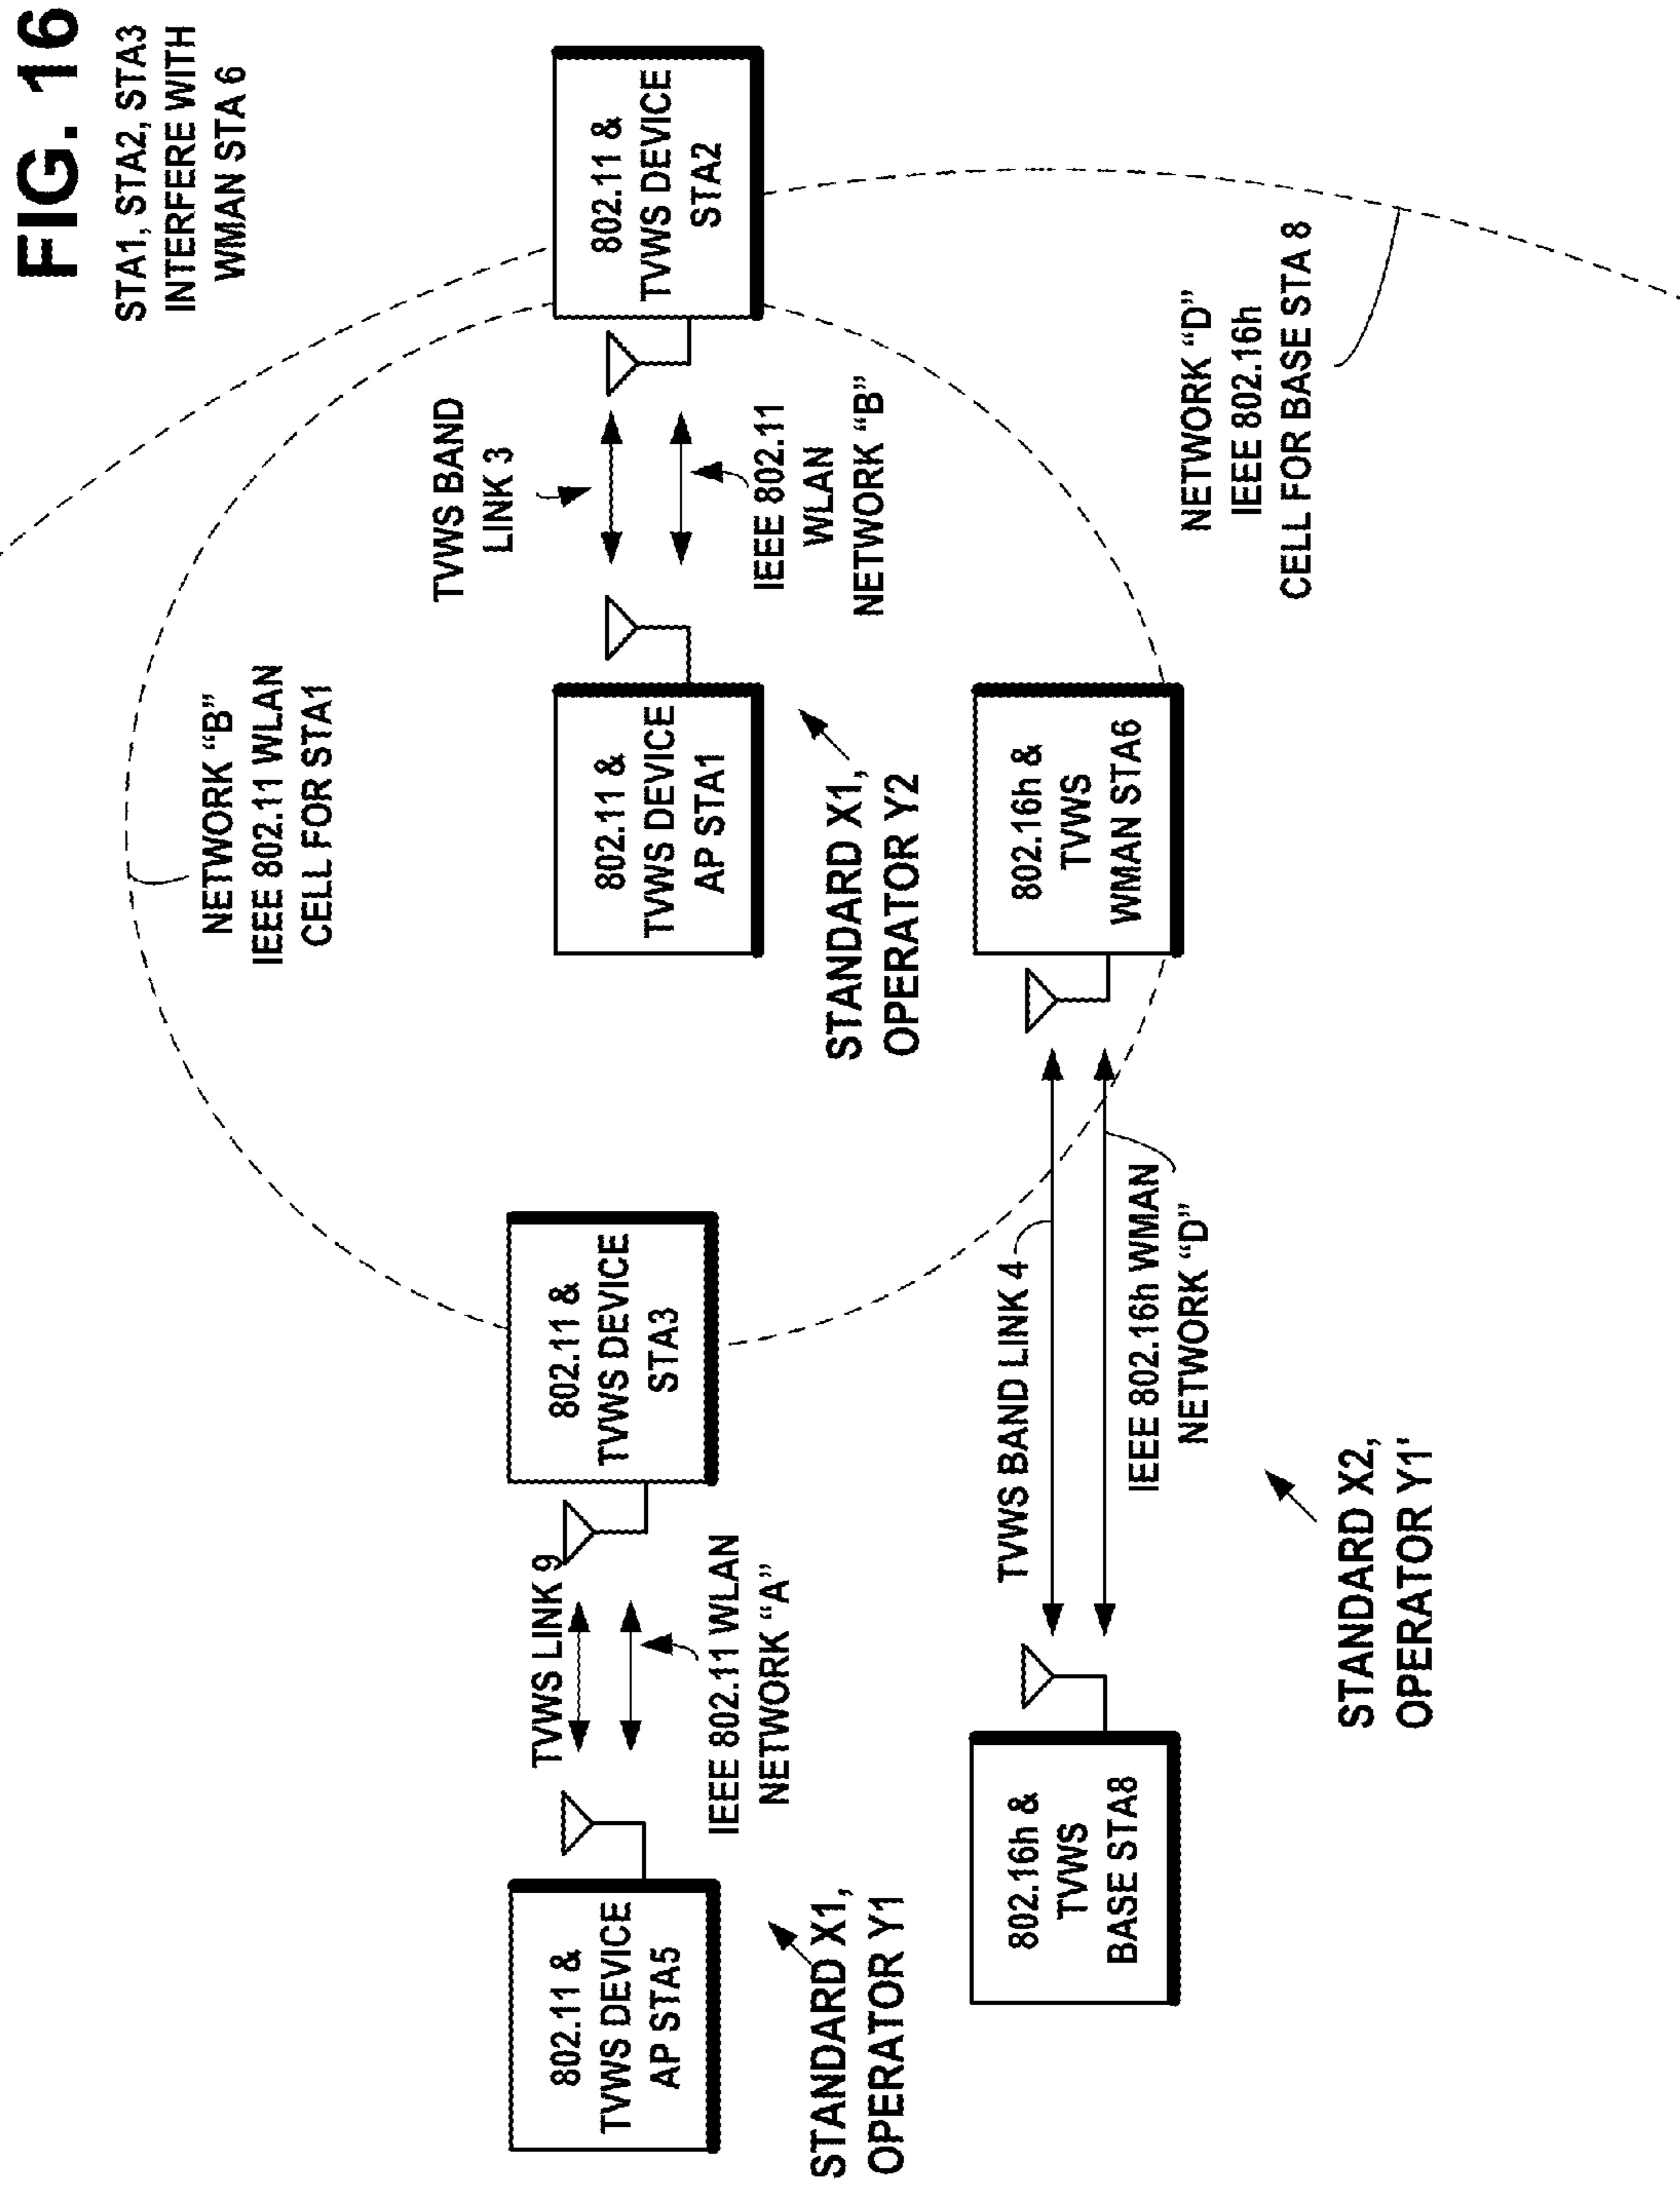 FIG. 16
STA1, STA2, STA3
INTERFERE WITH
WMAN STA 6
NETWORK “B”
IEEE 802.11 WLAN
CELL FOR STA1
TVWS BAND
LINK 3
802.11 &
TVWS DEVICE
STA2
802.11 &
TVWS DEVICE
AP STA1
IEEE 802.11
WLAN
NETWORK “B”
STANDARD X1,
OPERATOR Y2
802.11 &
TVWS DEVICE
STA3
TVWS LINK 9
802.11 &
TVWS DEVICE
AP STA5
IEEE 802.11 WLAN
NETWORK “A”
STANDARD X1,
OPERATOR Y1
802.16h &
TVWS
WMAN STA6
TVWS BAND LINK 4
802.16h &
TVWS
BASE STA8
IEEE 802.16h WMAN
NETWORK “D”
NETWORK “D”
IEEE 802.16h
CELL FOR BASE STA 8
STANDARD X2,
OPERATOR Y1'